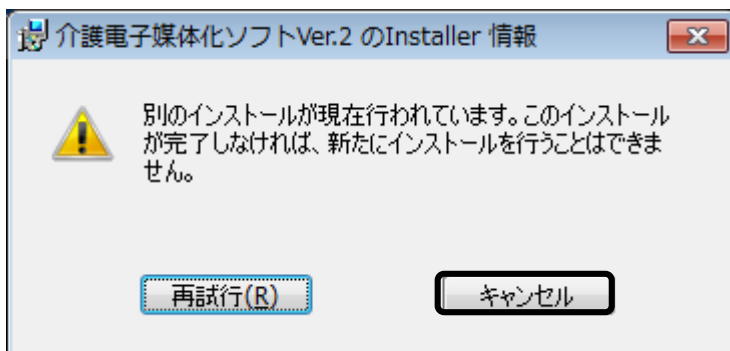 介護電子媒体化ソフトVer.2 のInstaller 情報
別のインストールが現在行われています。このインストール
が完了しなければ、新たにインストールを行うことはできま
せん。
再試行(R)
キャンセル